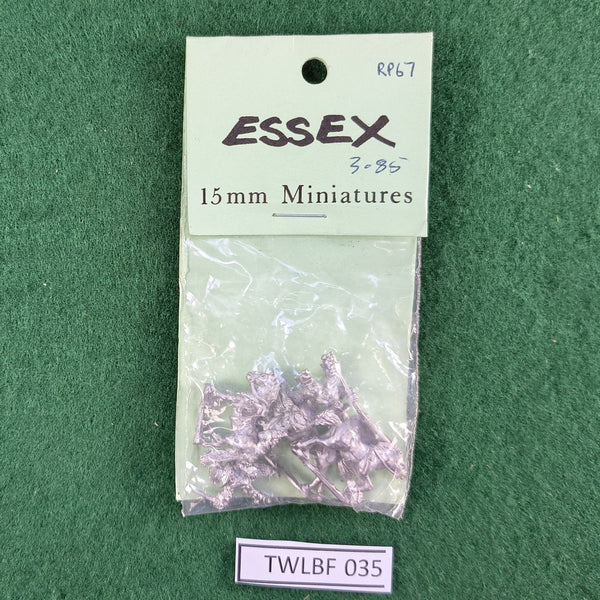 RP67
ESSEX
3-85
15mm Miniatures
TWLBF 035